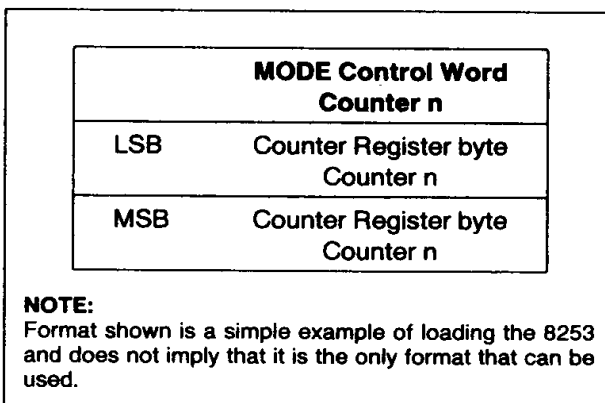 MODE Control Word
Counter n
LSB Counter Register byte
Counter n
MSB Counter Register byte
Counter n
NOTE:
Format shown is a simple example of loading the 8253
and does not imply that it is the only format that can be
used.